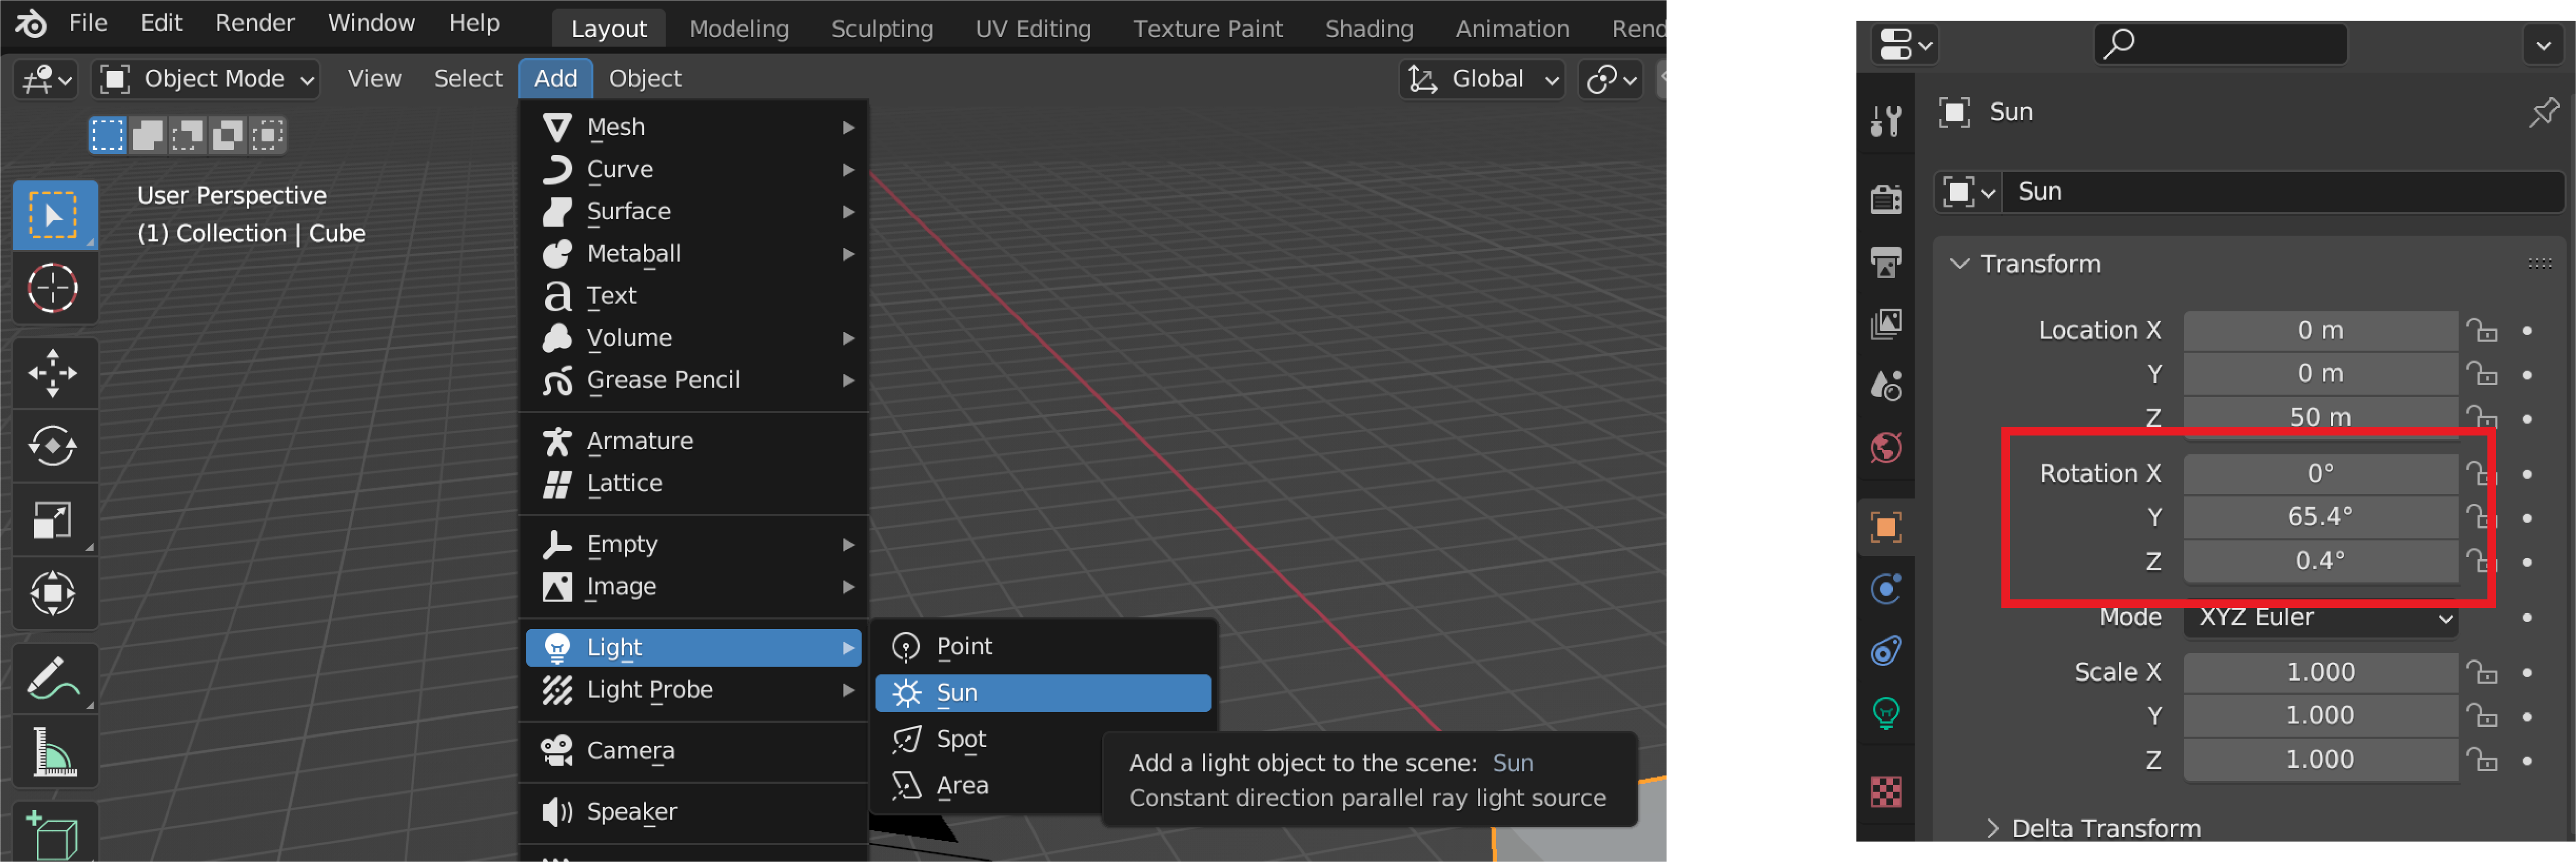 File Edit Render Window Help Layout Modeling Sculpting UV Editing Texture Paint Shading Animation Rend
Object Mode View Select Add Object Global
User Perspective
(1) Collection | Cube
Mesh
Curve
Surface
Metaball
Text
Volume
Grease Pencil
Armature
Lattice
Empty
Image
Light
Light Probe
Camera
Speaker
Point
Sun
Spot
Area
Add a light object to the scene: Sun
Constant direction parallel ray light source
Sun
Sun
Transform
Location X 0 m
Y 0 m
Z 50 m
Rotation X 0°
Y 65.4°
Z 0.4°
Mode XYZ Euler
Scale X 1.000
Y 1.000
Z 1.000
Delta Transform